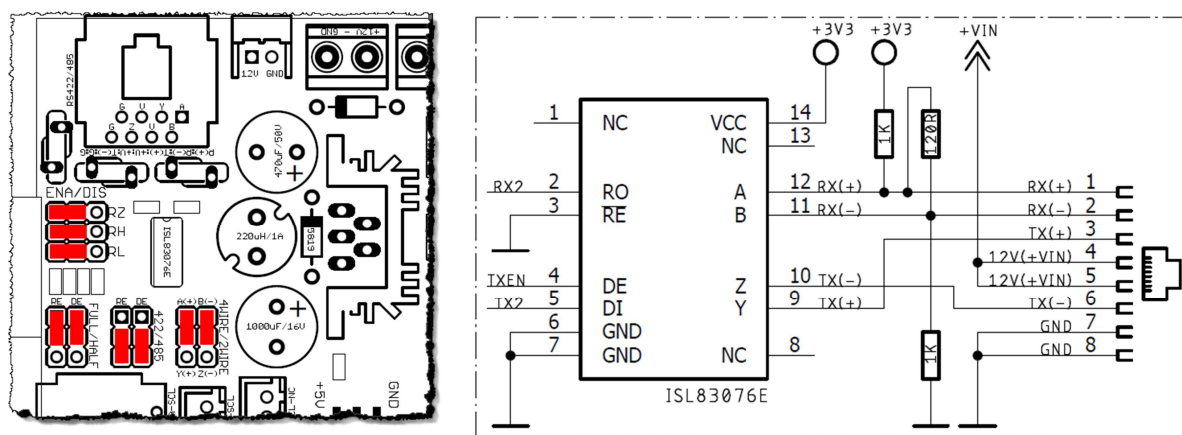 RS422/485
12V GND
GND - +12V
G V Y A
G Z V B
R(+):R(-):T(+):+V:+V:T(-):G:G
ENA/DIS
RZ
RH
RL
ISL83076E
470uF/50V
+
220uH/1A
5819
1000uF/16V
+
RE DE
FULL/HALF
RE DE
422/485
A(+) B(-)
4WIRE/2WIRE
Y(+) Z(-)
+5V
GND
+3V3 +3V3 +VIN
1K 120R
1 NC VCC 14
NC 13
RX2 2 RO A 12 RX(+) RX(+) 1
3 RE B 11 RX(-) RX(-) 2
TX(+) 3
12V(+VIN) 4
TXEN 4 DE Z 10 TX(-) 12V(+VIN) 5
TX2 5 DI Y 9 TX(+) TX(-) 6
6 GND GND 7
7 GND NC 8 GND 8
1K
ISL83076E